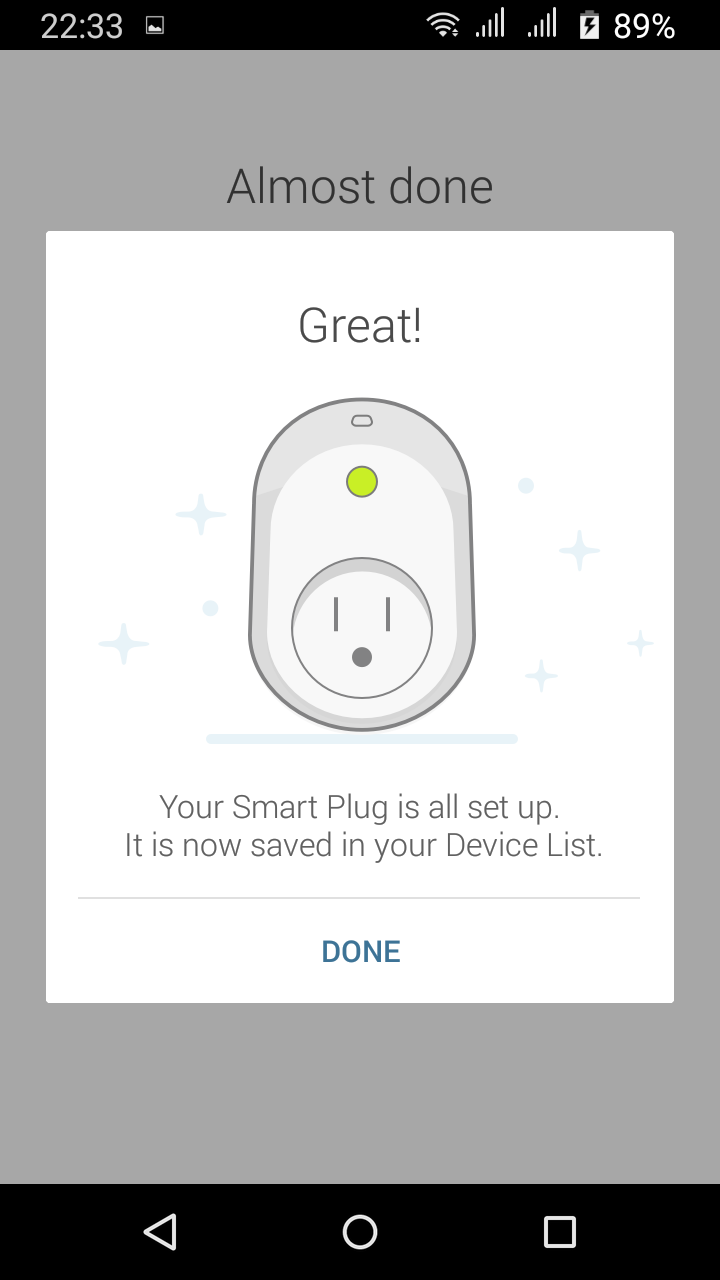 22:33 89%
Almost done
Great!
Your Smart Plug is all set up.
It is now saved in your Device List.
DONE